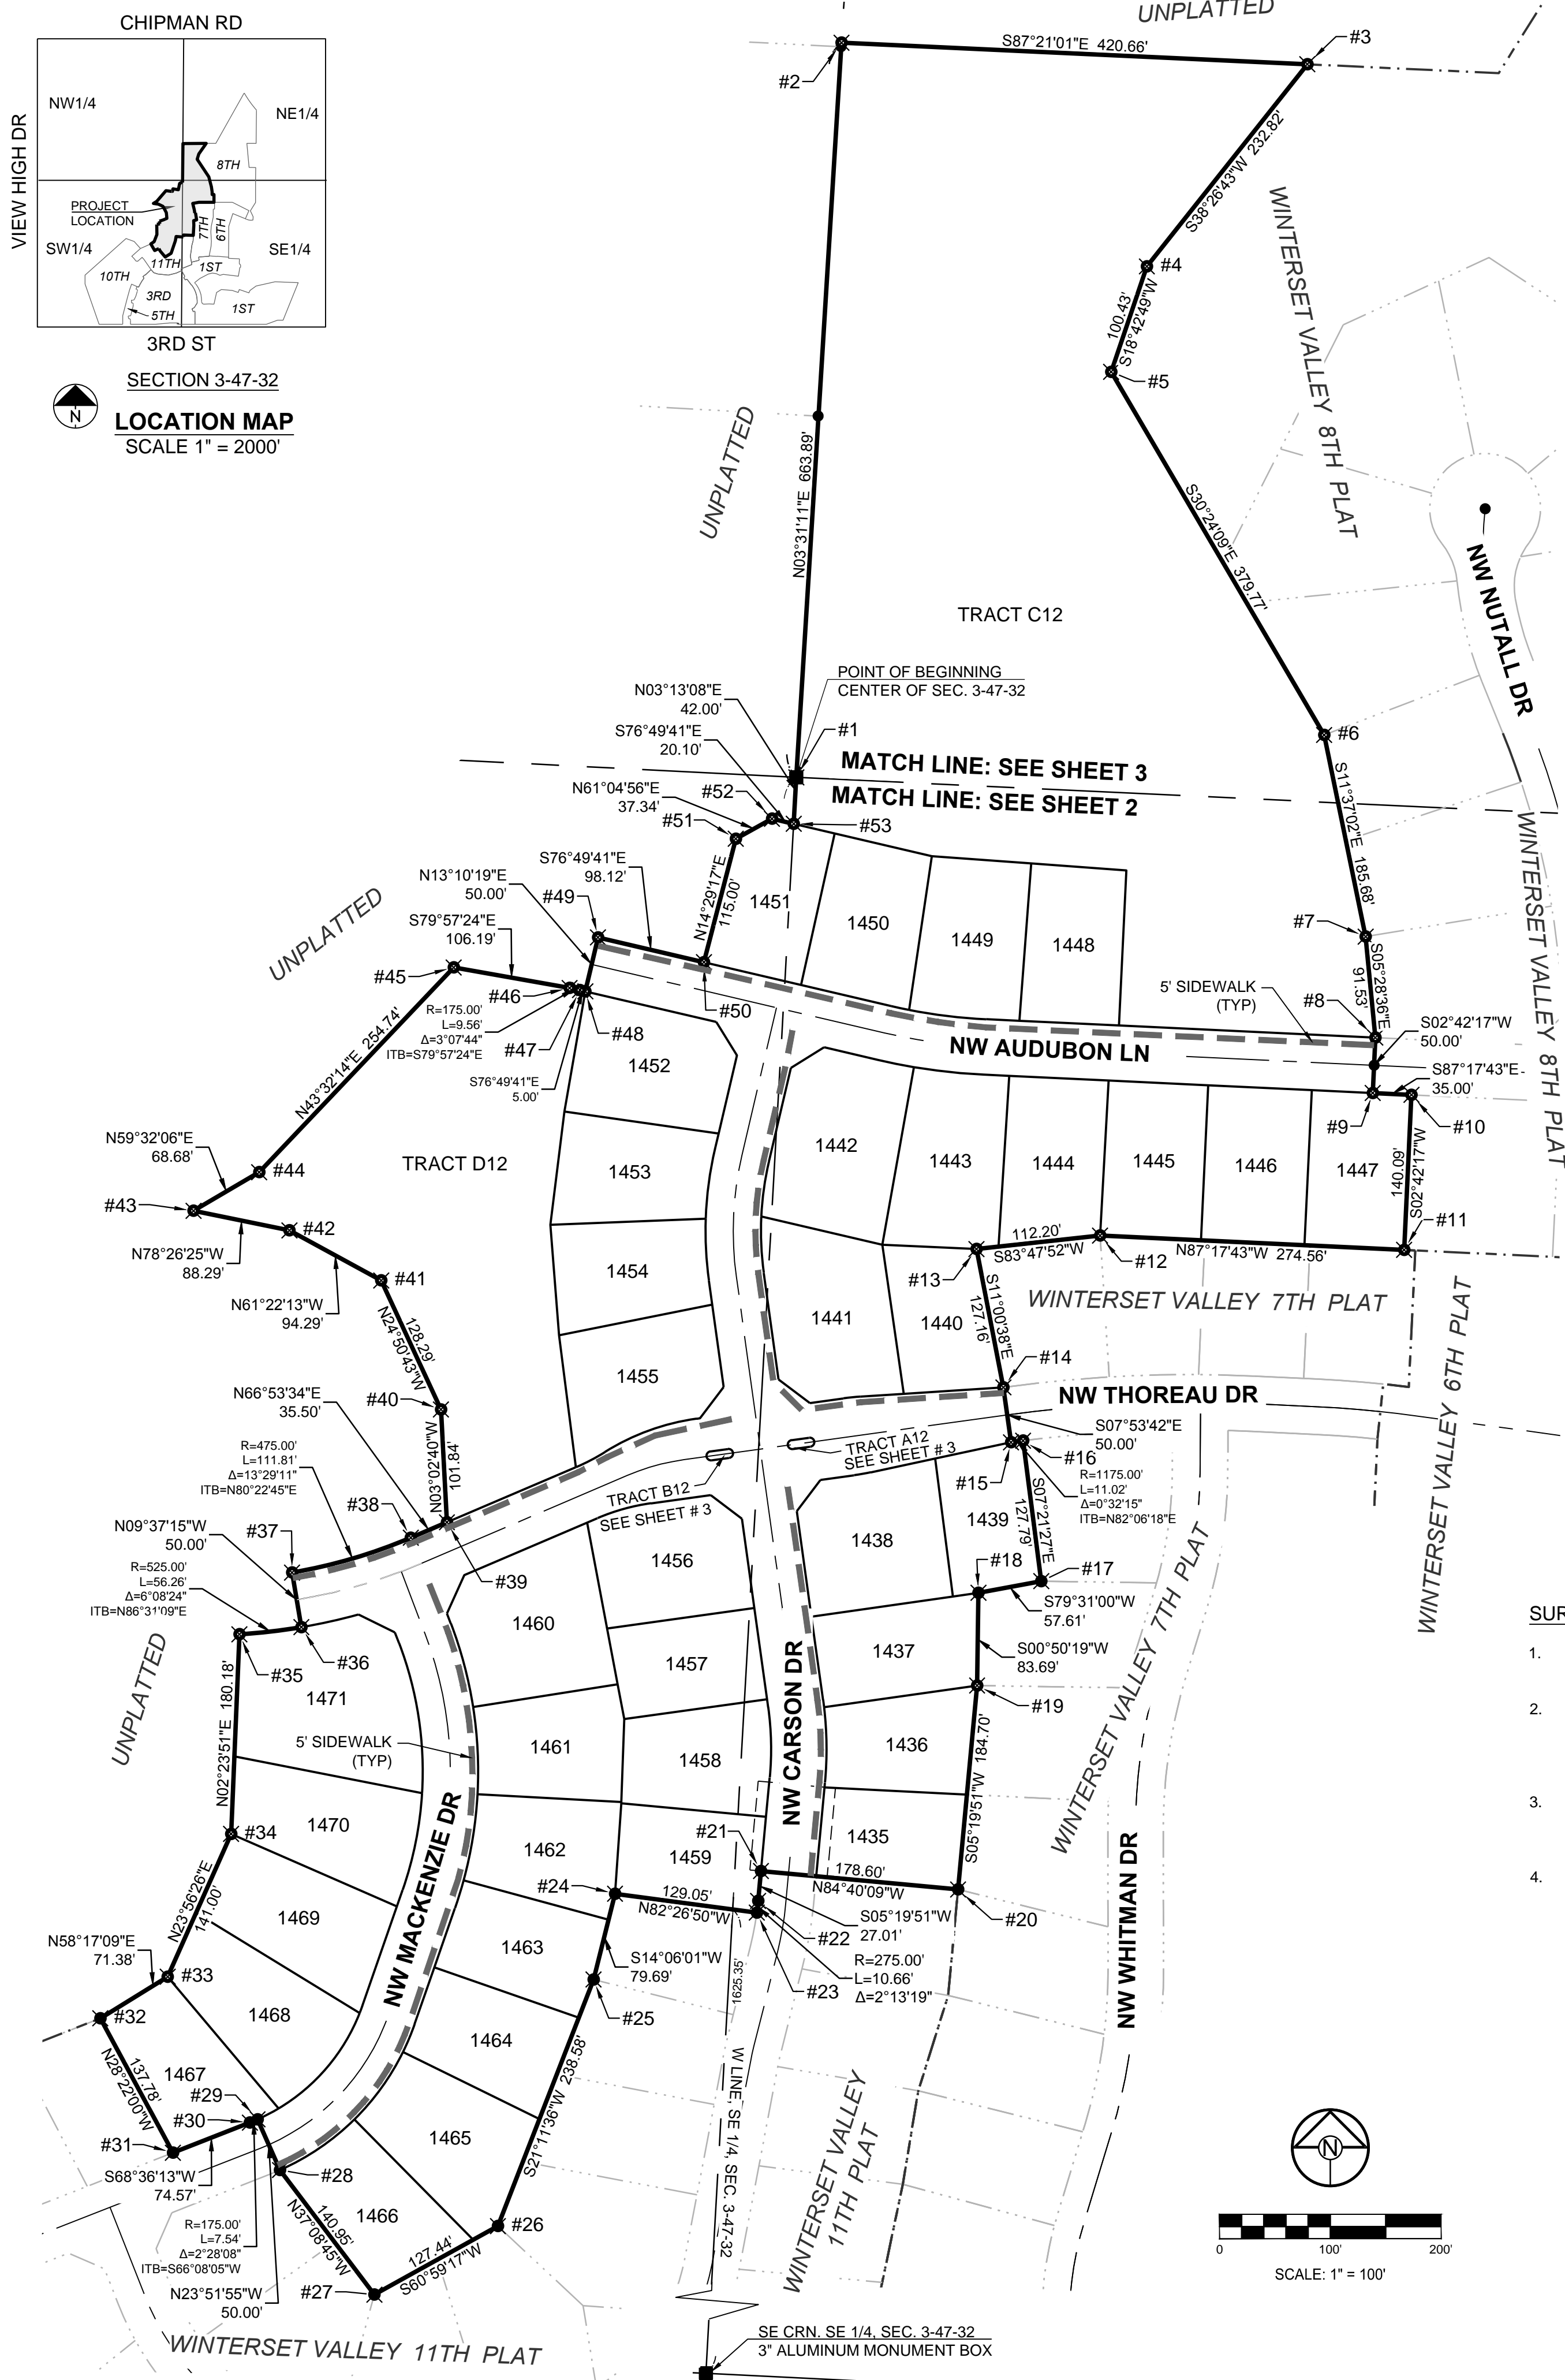 CHIPMAN RD
VIEW HIGH DR
NW1/4
NE1/4
8TH
PROJECT
LOCATION
7TH
6TH
SW1/4
SE1/4
11TH
1ST
10TH
3RD
1ST
5TH
3RD ST
SECTION 3-47-32
N
LOCATION MAP
SCALE 1" = 2000'
UNPLATTED
#2
S87°21'01"E 420.66'
#3
S38°26'43"W 232.82'
#4
100.43'
S18°42'49"W
#5
WINTERSET VALLEY 8TH PLAT
UNPLATTED
N03°31'11"E 663.89'
S30°24'09"E 379.77'
NW NUTALL DR
TRACT C12
POINT OF BEGINNING
CENTER OF SEC. 3-47-32
N03°13'08"E
42.00'
#1
#6
S76°49'41"E
20.10'
MATCH LINE: SEE SHEET 3
MATCH LINE: SEE SHEET 2
S11°37'02"E 185.68'
N61°04'56"E
37.34'
#52
#51
#53
WINTERSET VALLEY 8TH PLAT
S76°49'41"E
98.12'
N13°10'19"E
50.00'
#49
N14°29'17"E
115.00'
1451
1450
1449
1448
#7
S05°28'36"E
91.53'
UNPLATTED
S79°57'24"E
106.19'
#45
#46
R=175.00'
L=9.56'
Δ=3°07'44"
ITB=S79°57'24"E
#47
#48
#50
5' SIDEWALK
(TYP)
#8
S02°42'17"W
50.00'
NW AUDUBON LN
S87°17'43"E
35.00'
S76°49'41"E
5.00'
1452
N43°32'14"E 254.74'
#9
#10
N59°32'06"E
68.68'
#44
TRACT D12
1453
1442
1443
1444
1445
1446
1447
140.09'
S02°42'17"W
#43
#42
#11
N78°26'25"W
88.29'
112.20'
S83°47'52"W
#12
N87°17'43"W 274.56'
#13
#41
N61°22'13"W
94.29'
1454
S11°00'38"E
127.16'
WINTERSET VALLEY 7TH PLAT
1441
1440
128.29'
N24°50'43"W
#14
N66°53'34"E
35.50'
#40
1455
NW THOREAU DR
WINTERSET VALLEY 6TH PLAT
S07°53'42"E
50.00'
N03°02'40"W
101.84'
R=475.00'
L=111.81'
Δ=13°29'11"
ITB=N80°22'45"E
TRACT A12
SEE SHEET # 3
#16
#15
R=1175.00'
L=11.02'
Δ=0°32'15"
ITB=N82°06'18"E
#38
TRACT B12
SEE SHEET # 3
N09°37'15"W
50.00'
#37
1456
1438
1439
S07°21'27"E
127.79'
R=525.00'
L=56.26'
Δ=6°08'24"
ITB=N86°31'09"E
#39
#18
#17
S79°31'00"W
57.61'
1460
UNPLATTED
#35
#36
1457
1437
S00°50'19"W
83.69'
SUR
1.
1471
N02°23'51"E 180.18'
#19
2.
5' SIDEWALK
(TYP)
1461
1458
NW CARSON DR
1436
S05°19'51"W 184.70'
WINTERSET VALLEY 7TH PLAT
3.
#34
1470
NW MACKENZIE DR
1462
1459
#21
1435
NW WHITMAN DR
178.60'
N84°40'09"W
4.
#24
129.05'
N82°26'50"W
N23°56'26"E
141.00'
1469
#20
S05°19'51"W
27.01'
#22
R=275.00'
L=10.66'
Δ=2°13'19"
#23
N58°17'09"E
71.38'
1463
S14°06'01"W
79.69'
#33
#25
1625.35'
#32
1468
1464
N28°22'00"W
137.78'
1467
#29
#30
S21°11'36"W 238.58'
W LINE, SE 1/4, SEC. 3-47-32
WINTERSET VALLEY
11TH PLAT
#31
1465
S68°36'13"W
74.57'
#28
N
140.95'
N37°08'45"W
1466
R=175.00'
L=7.54'
Δ=2°28'08"
ITB=S66°08'05"W
#26
127.44'
S60°59'17"W
N23°51'55"W
50.00'
#27
0 100' 200'
SCALE: 1" = 100'
WINTERSET VALLEY 11TH PLAT
SE CRN. SE 1/4, SEC. 3-47-32
3" ALUMINUM MONUMENT BOX